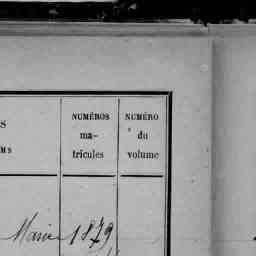 S
MS
NUMÉROS
ma-
tricules
NUMÉRO
du
volume
Marie 1879